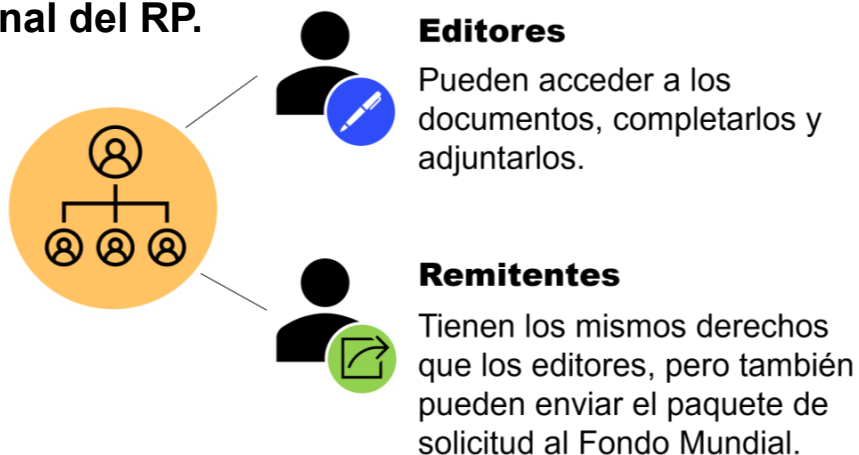 nal del RP.
Editores
Pueden acceder a los
documentos, completarlos y
adjuntarlos.
Remitentes
Tienen los mismos derechos
que los editores, pero también
pueden enviar el paquete de
solicitud al Fondo Mundial.